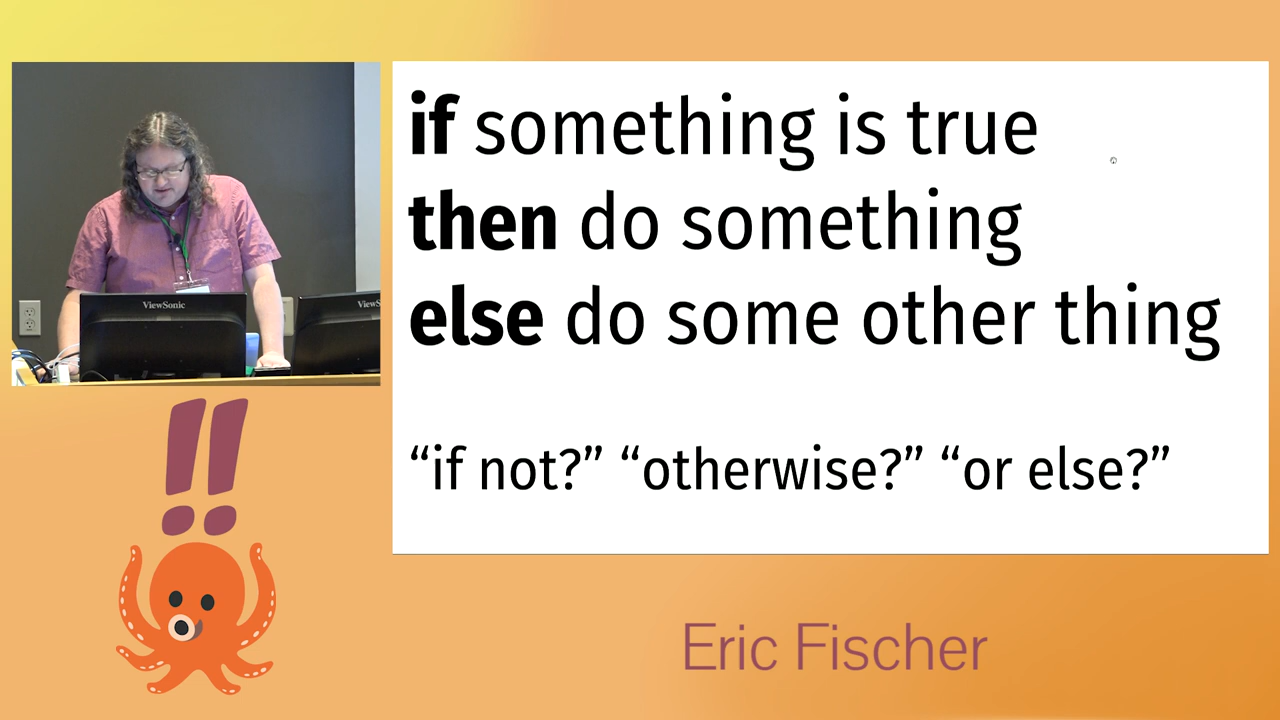 if something is true
then do something
else do some other thing
“if not?” “otherwise?” “or else?”
ViewSonic
ViewS
!!
Eric Fischer